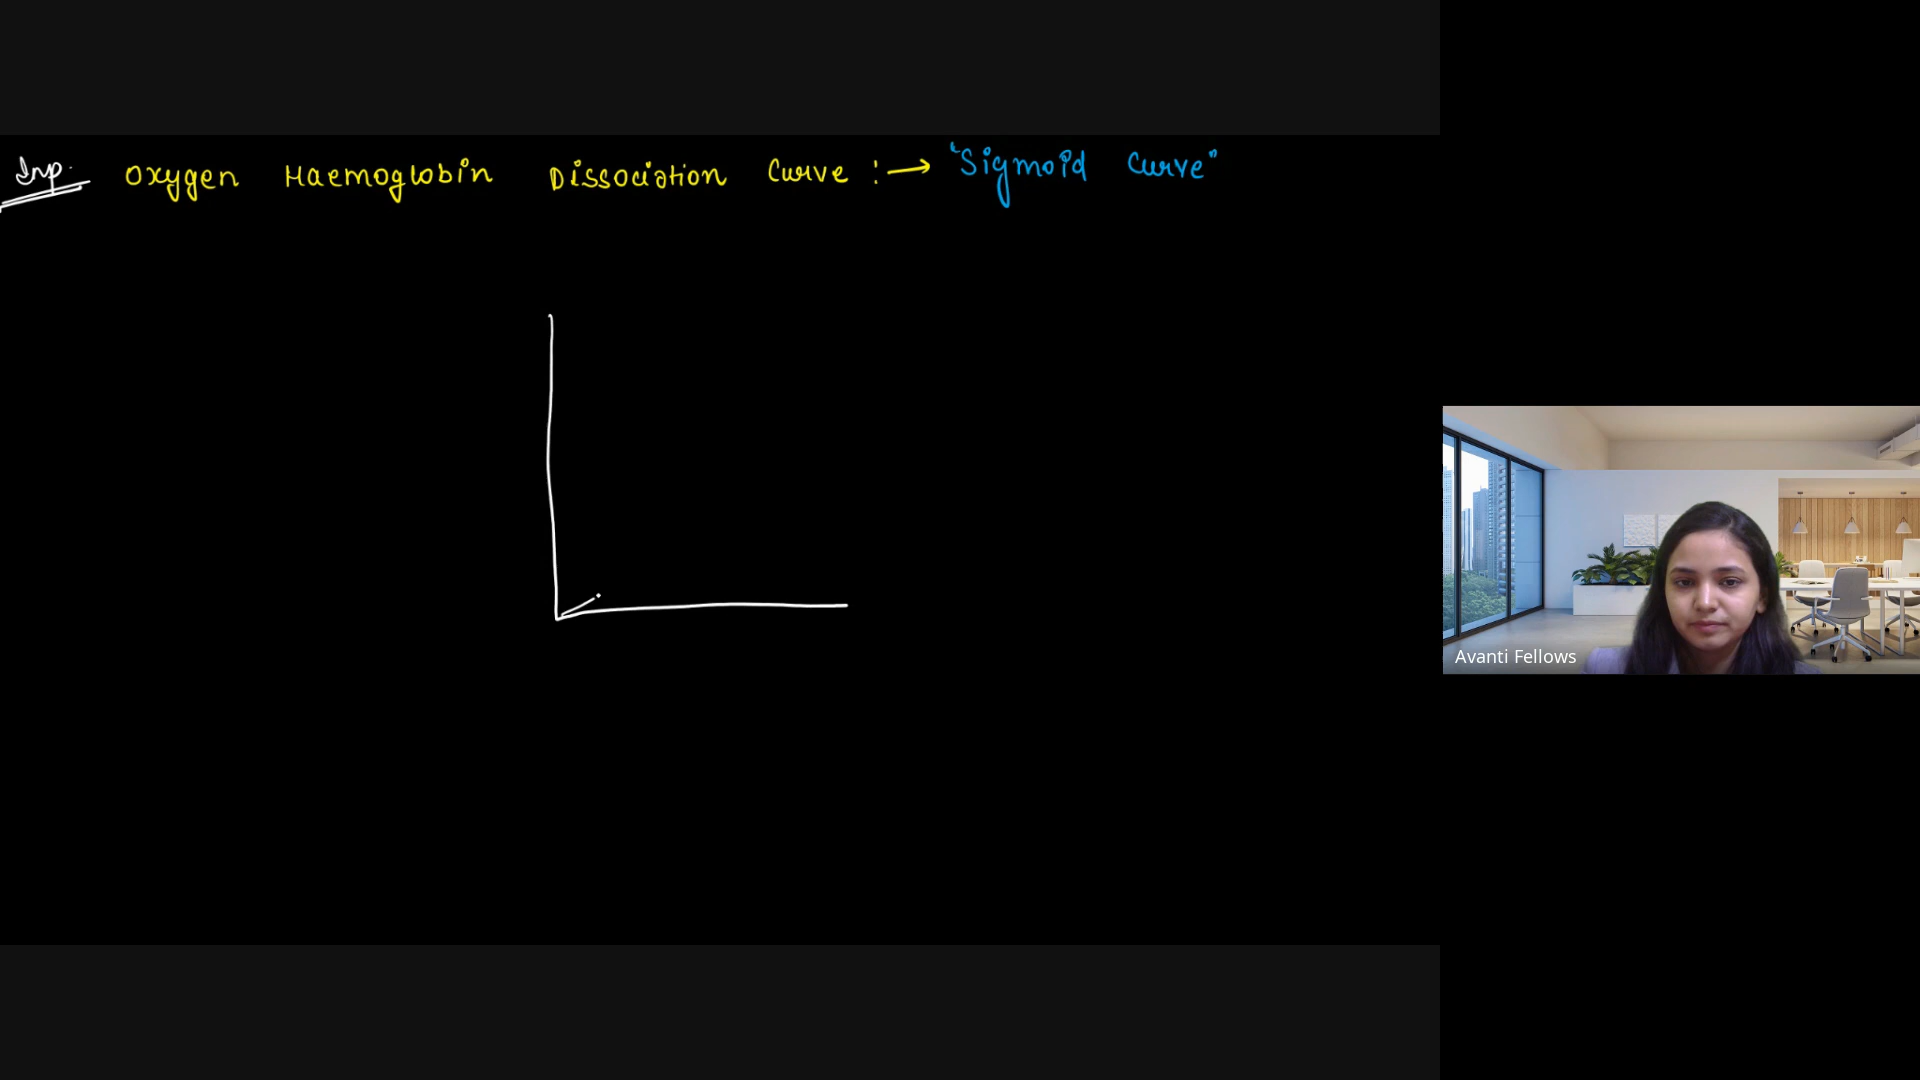 Imp. Oxygen Haemoglobin Dissociation Curve :→ "Sigmoid Curve"
Avanti Fellows